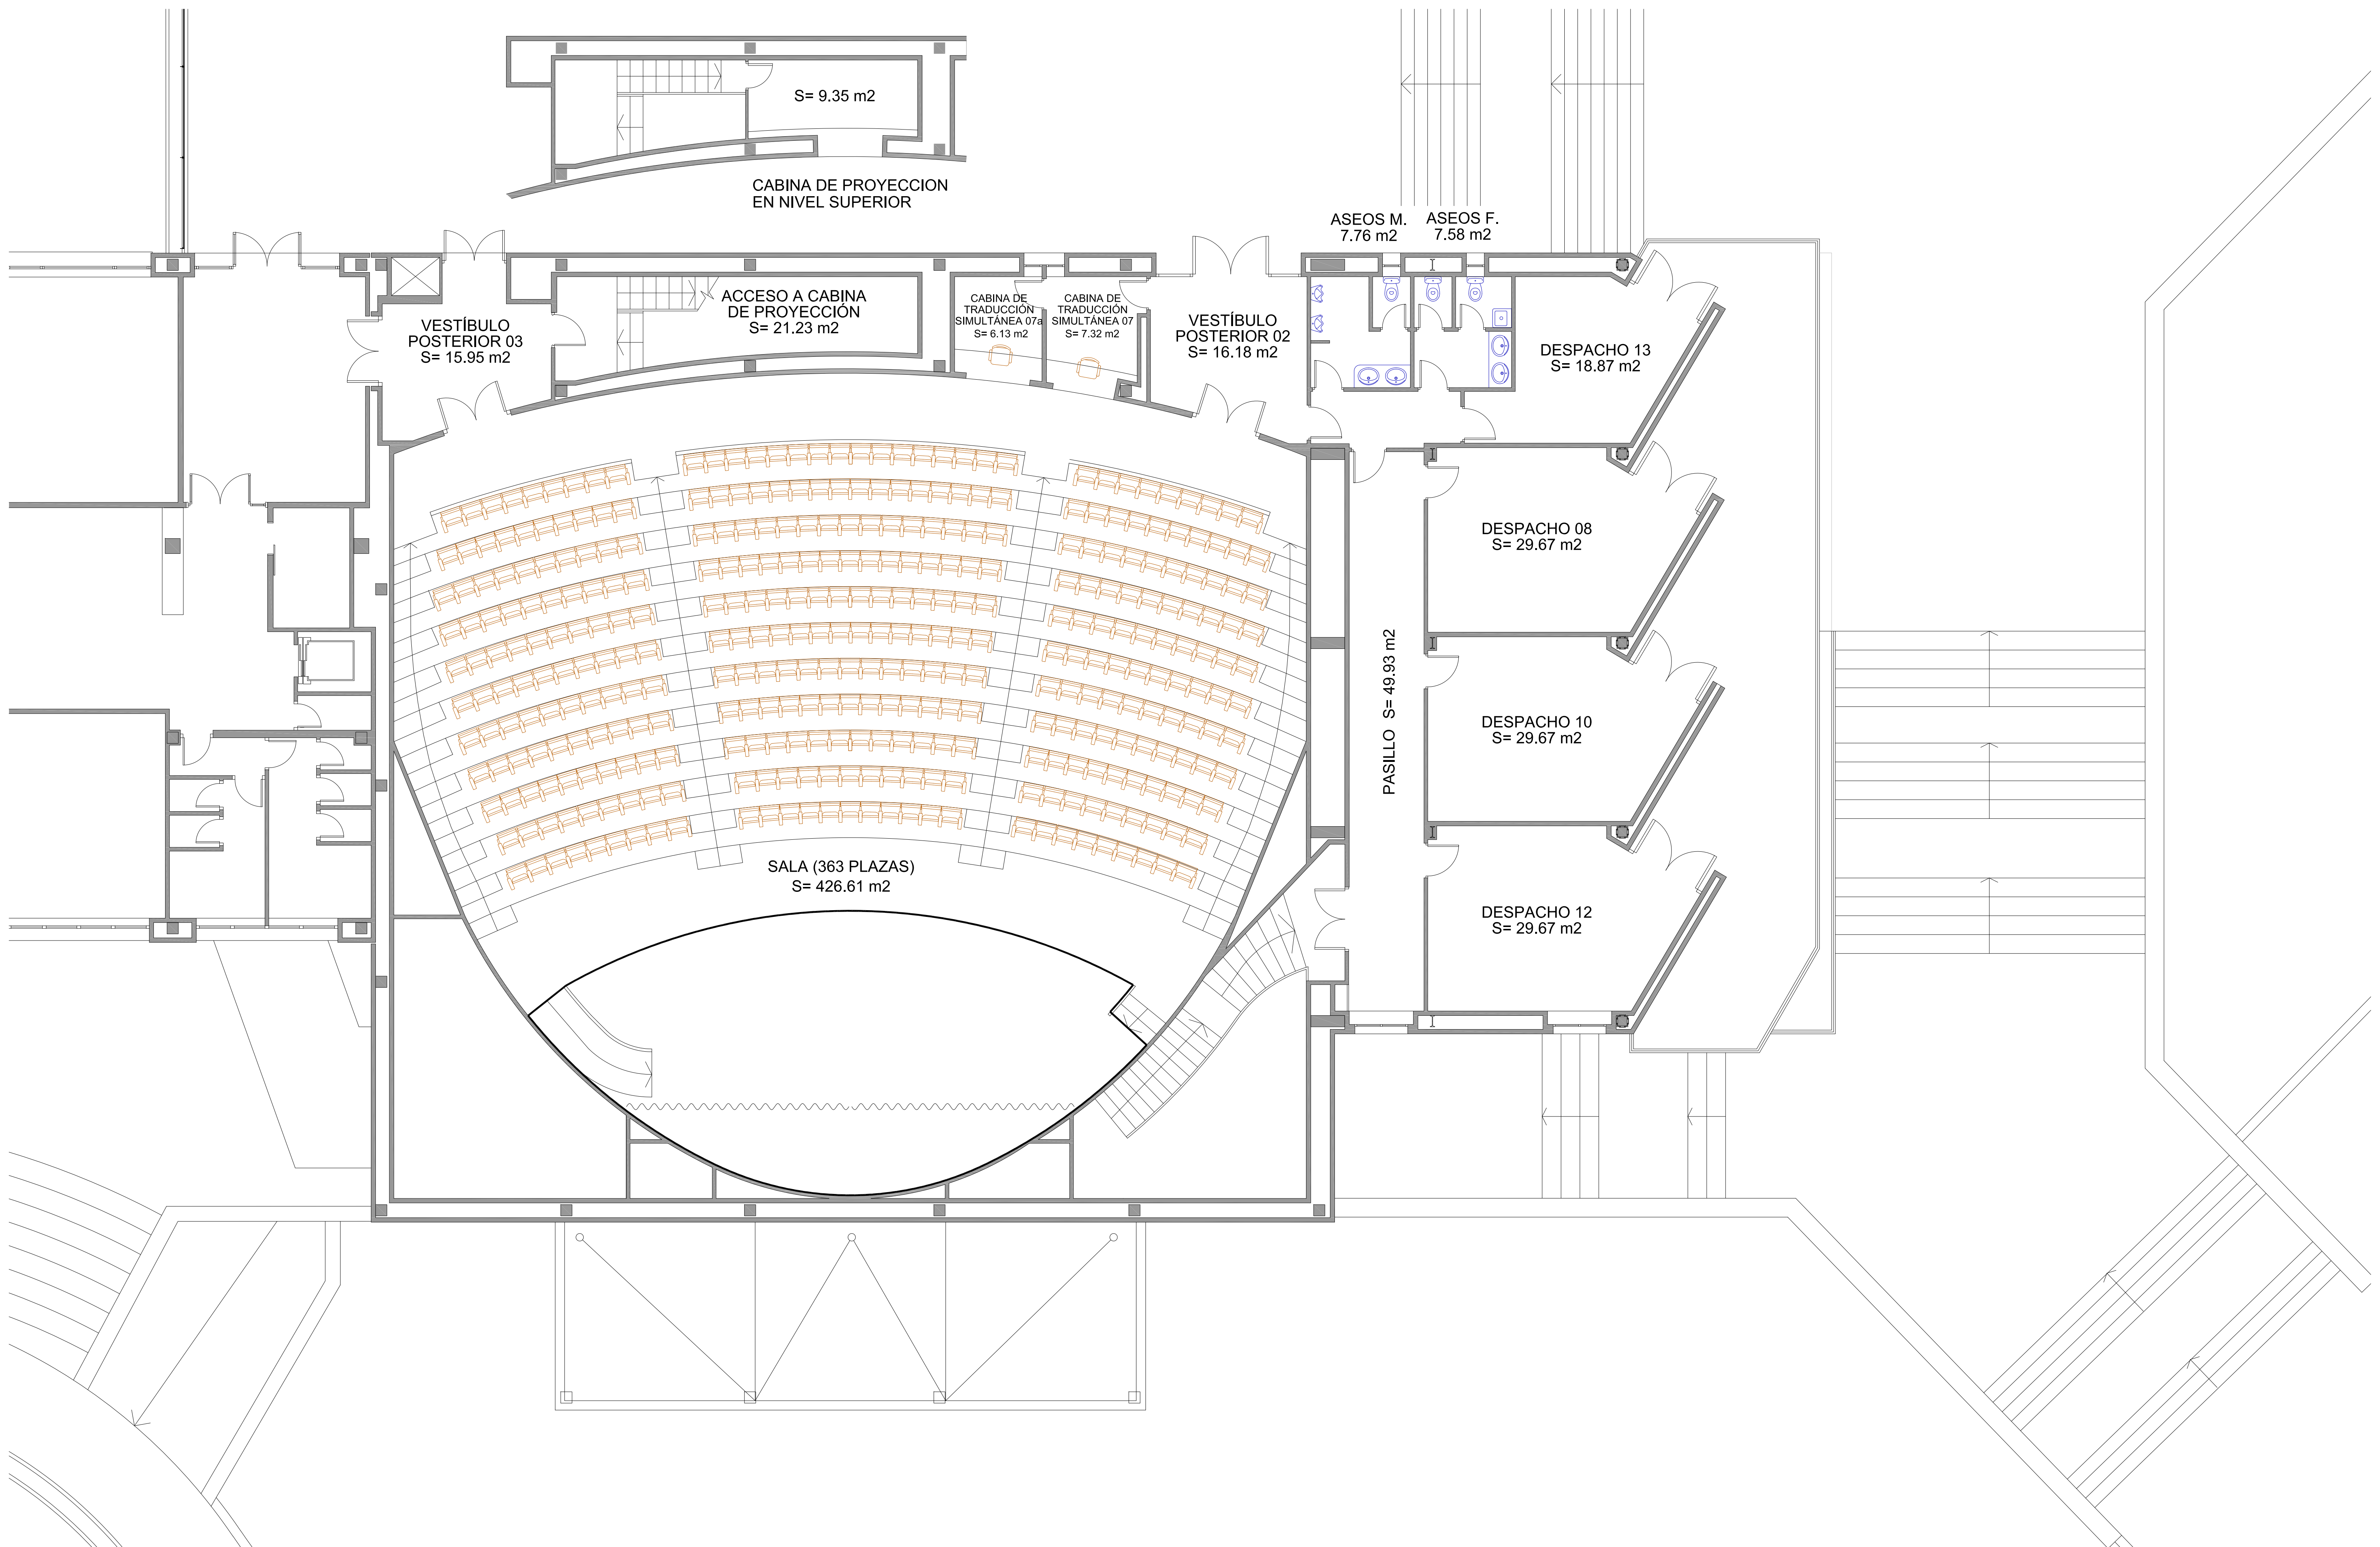 S= 9.35 m2
CABINA DE PROYECCION
EN NIVEL SUPERIOR
ASEOS M.
7.76 m2
ASEOS F.
7.58 m2
VESTÍBULO
POSTERIOR 03
S= 15.95 m2
ACCESO A CABINA
DE PROYECCIÓN
S= 21.23 m2
CABINA DE
TRADUCCIÓN
SIMULTÁNEA 07a
S= 6.13 m2
CABINA DE
TRADUCCIÓN
SIMULTÁNEA 07
S= 7.32 m2
VESTÍBULO
POSTERIOR 02
S= 16.18 m2
DESPACHO 13
S= 18.87 m2
DESPACHO 08
S= 29.67 m2
PASILLO S= 49.93 m2
DESPACHO 10
S= 29.67 m2
SALA (363 PLAZAS)
S= 426.61 m2
DESPACHO 12
S= 29.67 m2